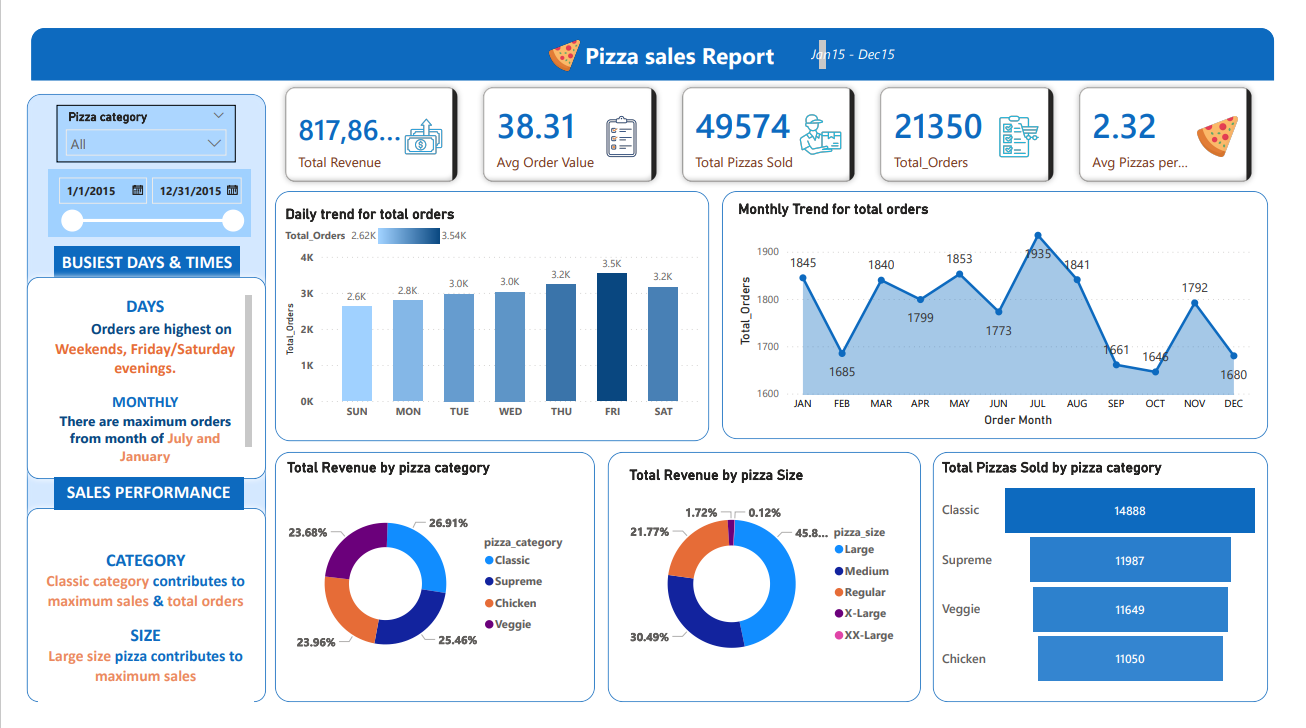 Pizza sales Report
Jan15 - Dec15
Pizza category
All
1/1/2015
12/31/2015
BUSIEST DAYS & TIMES
DAYS
Orders are highest on
Weekends, Friday/Saturday
evenings.
MONTHLY
There are maximum orders
from month of July and
January
SALES PERFORMANCE
CATEGORY
Classic category contributes to
maximum sales & total orders
SIZE
Large size pizza contributes to
maximum sales
817,86...
Total Revenue
38.31
Avg Order Value
49574
Total Pizzas Sold
21350
Total_Orders
2.32
Avg Pizzas per...
Daily trend for total orders
Total_Orders 2.62K 3.54K
Total_Orders
4K
3K
2K
1K
0K
2.6K
2.8K
3.0K
3.0K
3.2K
3.5K
3.2K
SUN MON TUE WED THU FRI SAT
Monthly Trend for total orders
Total_Orders
1900
1800
1700
1600
1845
1685
1840
1799
1853
1773
1935
1841
1661
1646
1792
1680
JAN FEB MAR APR MAY JUN JUL AUG SEP OCT NOV DEC
Order Month
Total Revenue by pizza category
26.91%
25.46%
23.96%
23.68%
pizza_category
Classic
Supreme
Chicken
Veggie
Total Revenue by pizza Size
1.72%
0.12%
21.77%
45.8...
30.49%
pizza_size
Large
Medium
Regular
X-Large
XX-Large
Total Pizzas Sold by pizza category
Classic 14888
Supreme 11987
Veggie 11649
Chicken 11050